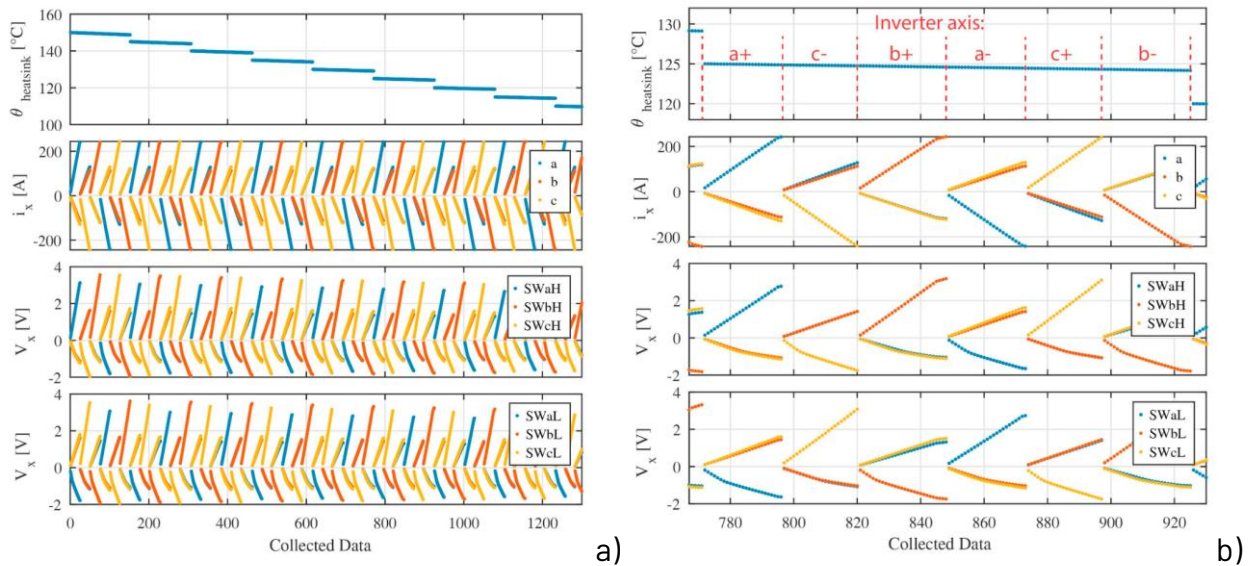 160
140
120
100
θ heatsink [°C]
200
0
-200
i x [A]
a
b
c
4
2
0
-2
V x [V]
SWaH
SWbH
SWcH
4
2
0
-2
V x [V]
SWaL
SWbL
SWcL
0 200 400 600 800 1000 1200
Collected Data
a)
130
125
120
θ heatsink [°C]
Inverter axis:
a+ c- b+ a- c+ b-
200
0
-200
i x [A]
a
b
c
4
2
0
-2
V x [V]
SWaH
SWbH
SWcH
4
2
0
-2
V x [V]
SWaL
SWbL
SWcL
780 800 820 840 860 880 900 920
Collected Data
b)